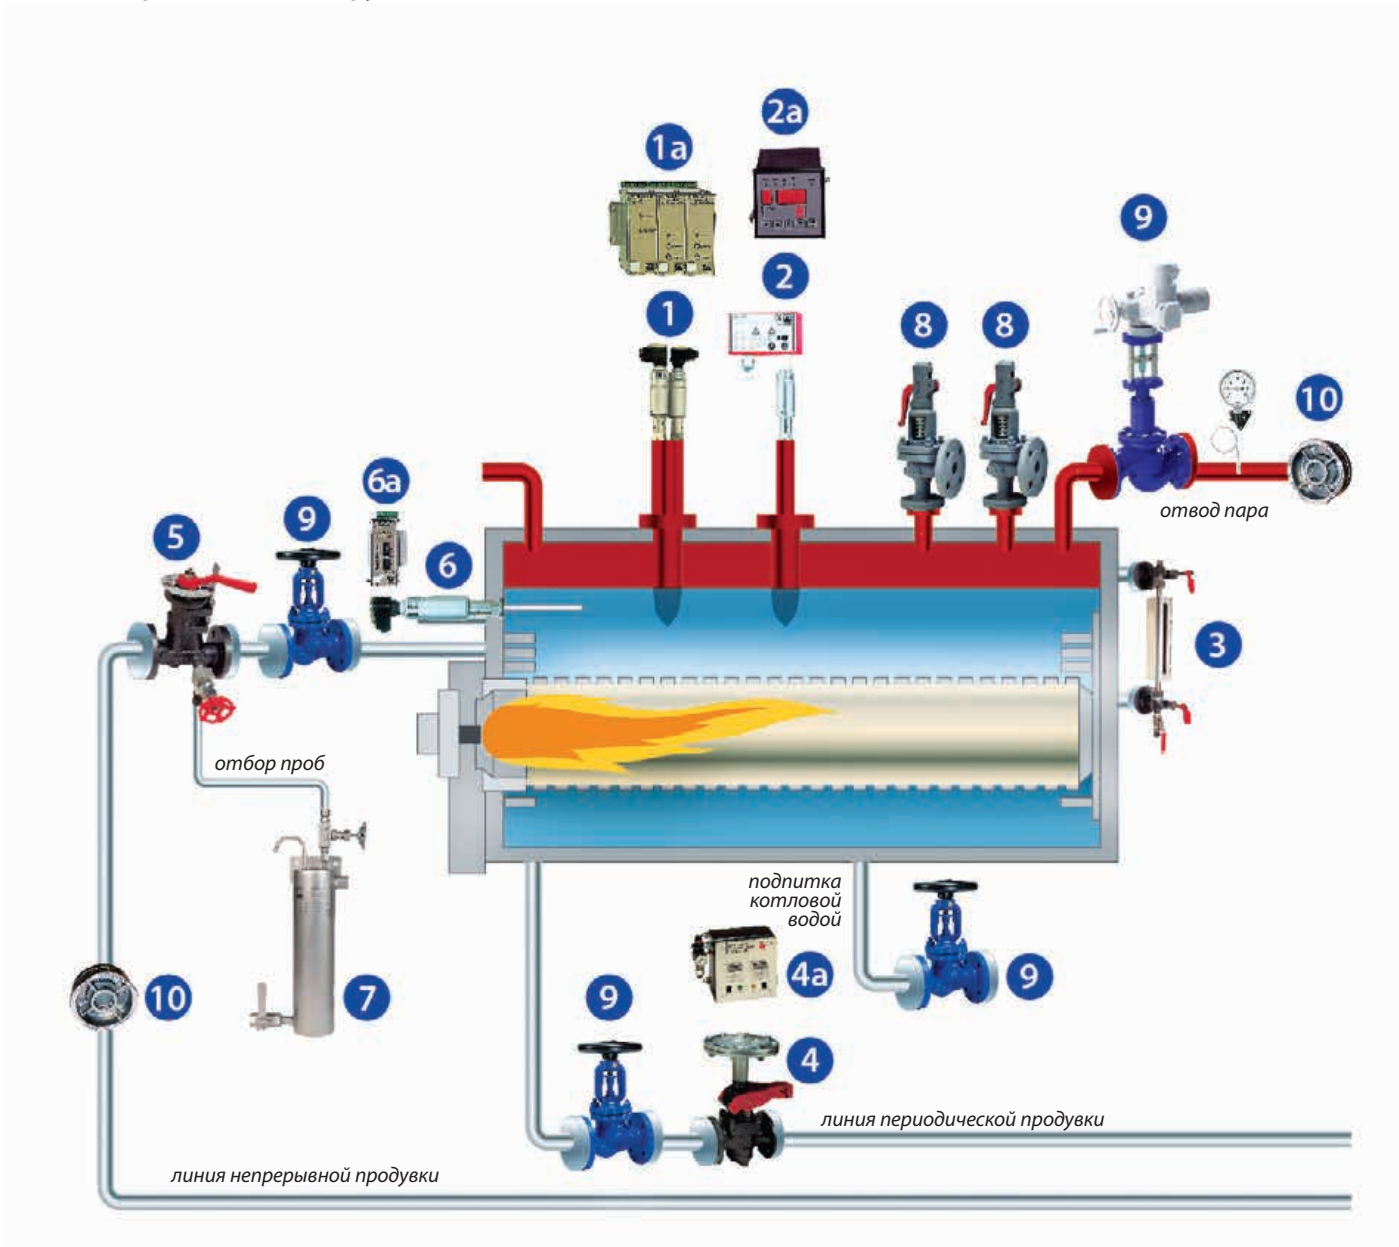 2a
1a
9
2
1
8
8
10
6a
9
отвод пара
5
6
3
отбор проб
подпитка
котловой
водой
4a
9
10
7
9
4
линия периодической продувки
линия непрерывной продувки